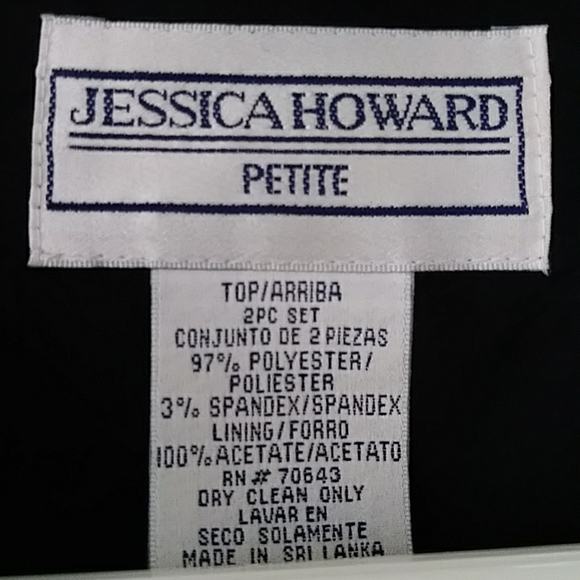 JESSICA HOWARD
PETITE
TOP/ARRIBA
2PC SET
CONJUNTO DE 2 PIEZAS
97% POLYESTER/
POLIESTER
3% SPANDEX/SPANDEX
LINING/FORRO
100% ACETATE/ACETATO
RN# 70643
DRY CLEAN ONLY
LAVAR EN
SECO SOLAMENTE
MADE IN SRI LANKA